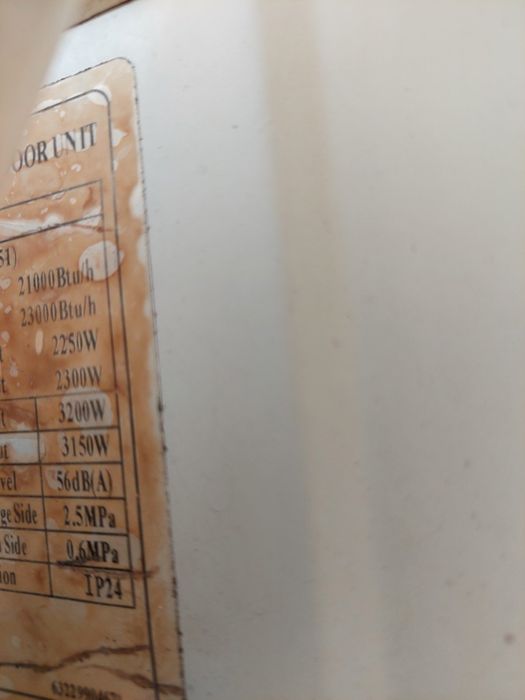 UNIT
51)
21000Btu/h
23000Btu/h
2250W
t 2300W
t 3200W
ut 3150W
vel 56dB(A)
ge Side 2.5MPa
Side 0.6MPa
ion IP24